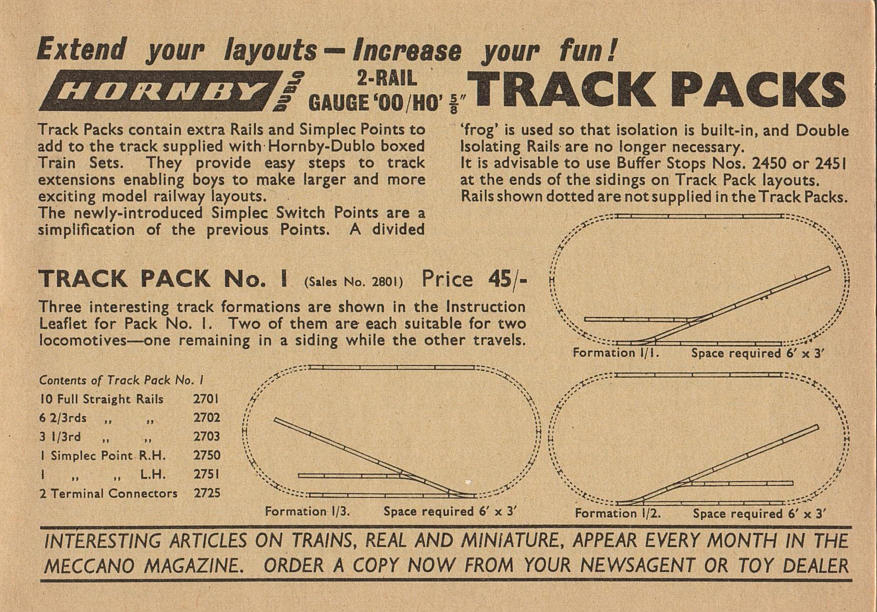 Extend your layouts — Increase your fun!
HORNBY DUBLO 2-RAIL GAUGE 'OO/HO' 5/8" TRACK PACKS
Track Packs contain extra Rails and Simplec Points to
add to the track supplied with Hornby-Dublo boxed
Train Sets. They provide easy steps to track
extensions enabling boys to make larger and more
exciting model railway layouts.
The newly-introduced Simplec Switch Points are a
simplification of the previous Points. A divided
'frog' is used so that isolation is built-in, and Double
Isolating Rails are no longer necessary.
It is advisable to use Buffer Stops Nos. 2450 or 2451
at the ends of the sidings on Track Pack layouts.
Rails shown dotted are not supplied in the Track Packs.
TRACK PACK No. 1 (Sales No. 2801) Price 45/-
Three interesting track formations are shown in the Instruction
Leaflet for Pack No. 1. Two of them are each suitable for two
locomotives—one remaining in a siding while the other travels.
Formation 1/1. Space required 6' x 3'
Contents of Track Pack No. 1
10 Full Straight Rails 2701
6 2/3rds ,, ,, 2702
3 1/3rd ,, ,, 2703
1 Simplec Point R.H. 2750
1 ,, ,, L.H. 2751
2 Terminal Connectors 2725
Formation 1/3. Space required 6' x 3'
Formation 1/2. Space required 6' x 3'
INTERESTING ARTICLES ON TRAINS, REAL AND MINIATURE, APPEAR EVERY MONTH IN THE
MECCANO MAGAZINE. ORDER A COPY NOW FROM YOUR NEWSAGENT OR TOY DEALER